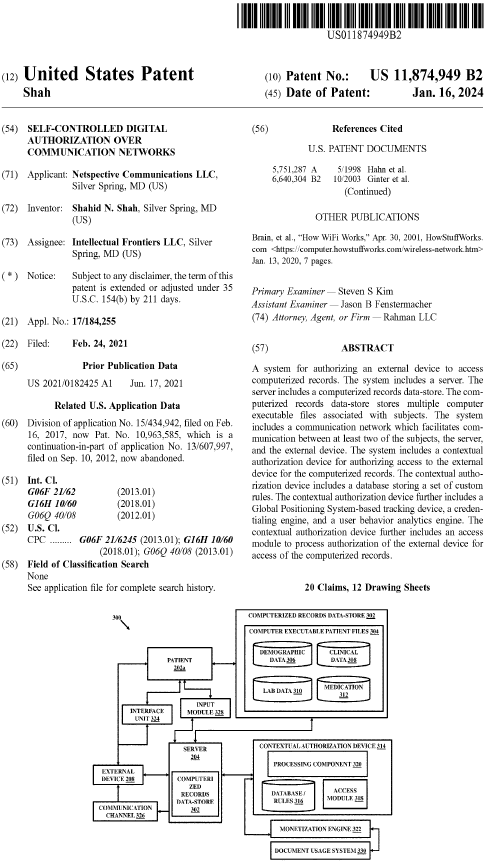 US011874949B2
(12) United States Patent
Shah
(10) Patent No.: US 11,874,949 B2
(45) Date of Patent: Jan. 16, 2024
(54) SELF-CONTROLLED DIGITAL
AUTHORIZATION OVER
COMMUNICATION NETWORKS
(71) Applicant: Netspective Communications LLC,
Silver Spring, MD (US)
(72) Inventor: Shahid N. Shah, Silver Spring, MD
(US)
(73) Assignee: Intellectual Frontiers LLC, Silver
Spring, MD (US)
( * ) Notice: Subject to any disclaimer, the term of this
patent is extended or adjusted under 35
U.S.C. 154(b) by 211 days.
(21) Appl. No.: 17/184,255
(22) Filed: Feb. 24, 2021
(65) Prior Publication Data
US 2021/0182425 A1 Jun. 17, 2021
Related U.S. Application Data
(60) Division of application No. 15/434,942, filed on Feb.
16, 2017, now Pat. No. 10,963,585, which is a
continuation-in-part of application No. 13/607,997,
filed on Sep. 10, 2012, now abandoned.
(51) Int. Cl.
G06F 21/62 (2013.01)
G16H 10/60 (2018.01)
G06Q 40/08 (2012.01)
(52) U.S. Cl.
CPC ......... G06F 21/6245 (2013.01); G16H 10/60
(2018.01); G06Q 40/08 (2013.01)
(58) Field of Classification Search
None
See application file for complete search history.
(56) References Cited
U.S. PATENT DOCUMENTS
5,751,287 A 5/1998 Hahn et al.
6,640,304 B2 10/2003 Ginter et al.
(Continued)
OTHER PUBLICATIONS
Brain, et al., “How WiFi Works,” Apr. 30, 2001, HowStuffWorks.
com <https://computer.howstuffworks.com/wireless-network.htm>
Jan. 13, 2020, 7 pages.
Primary Examiner — Steven S Kim
Assistant Examiner — Jason B Fenstermacher
(74) Attorney, Agent, or Firm — Rahman LLC
(57) ABSTRACT
A system for authorizing an external device to access
computerized records. The system includes a server. The
server includes a computerized records data-store. The com-
puterized records data-store stores multiple computer
executable files associated with subjects. The system
includes a communication network which facilitates com-
munication between at least two of the subjects, the server,
and the external device. The system includes a contextual
authorization device for authorizing access to the external
device for the computerized records. The contextual autho-
rization device includes a database storing a set of custom
rules. The contextual authorization device further includes a
Global Positioning System-based tracking device, a creden-
tialing engine, and a user behavior analytics engine. The
contextual authorization device further includes an access
module to process authorization of the external device for
access of the computerized records.
20 Claims, 12 Drawing Sheets
300
COMPUTERIZED RECORDS DATA-STORE 302
COMPUTER EXECUTABLE PATIENT FILES 304
DEMOGRAPHIC
DATA 306
CLINICAL
DATA 308
LAB DATA 310
MEDICATION
312
PATIENT
202a
INTERFACE
UNIT 324
INPUT
MODULE 328
SERVER
204
COMPUTERI
ZED
RECORDS
DATA-STORE
302
EXTERNAL
DEVICE 208
COMMUNICATION
CHANNEL 326
CONTEXTUAL AUTHORIZATION DEVICE 314
PROCESSING COMPONENT 320
DATABASE /
RULES 316
ACCESS
MODULE 318
MONETIZATION ENGINE 322
DOCUMENT USAGE SYSTEM 330